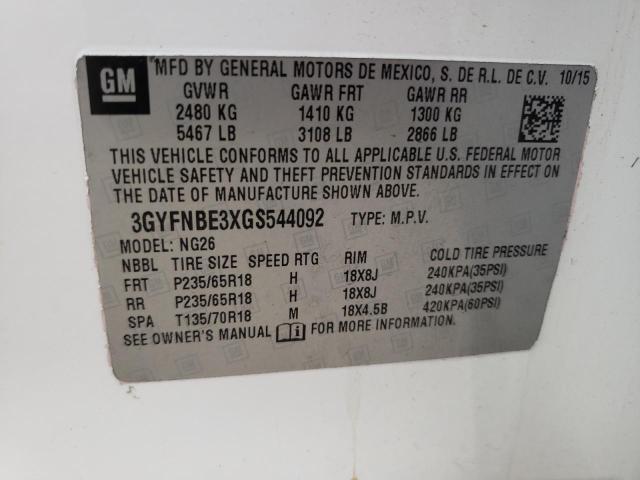 GM
MFD BY GENERAL MOTORS DE MEXICO, S. DE R.L. DE C.V. 10/15
GVWR GAWR FRT GAWR RR
2480 KG 1410 KG 1300 KG
5467 LB 3108 LB 2866 LB
THIS VEHICLE CONFORMS TO ALL APPLICABLE U.S. FEDERAL MOTOR
VEHICLE SAFETY AND THEFT PREVENTION STANDARDS IN EFFECT ON
THE DATE OF MANUFACTURE SHOWN ABOVE.
3GYFNBE3XGS544092 TYPE: M.P.V.
MODEL: NG26
NBBL TIRE SIZE SPEED RTG RIM COLD TIRE PRESSURE
FRT P235/65R18 H 18X8J 240KPA(35PSI)
RR P235/65R18 H 18X8J 240KPA(35PSI)
SPA T135/70R18 M 18X4.5B 420KPA(60PSI)
SEE OWNER'S MANUAL FOR MORE INFORMATION.